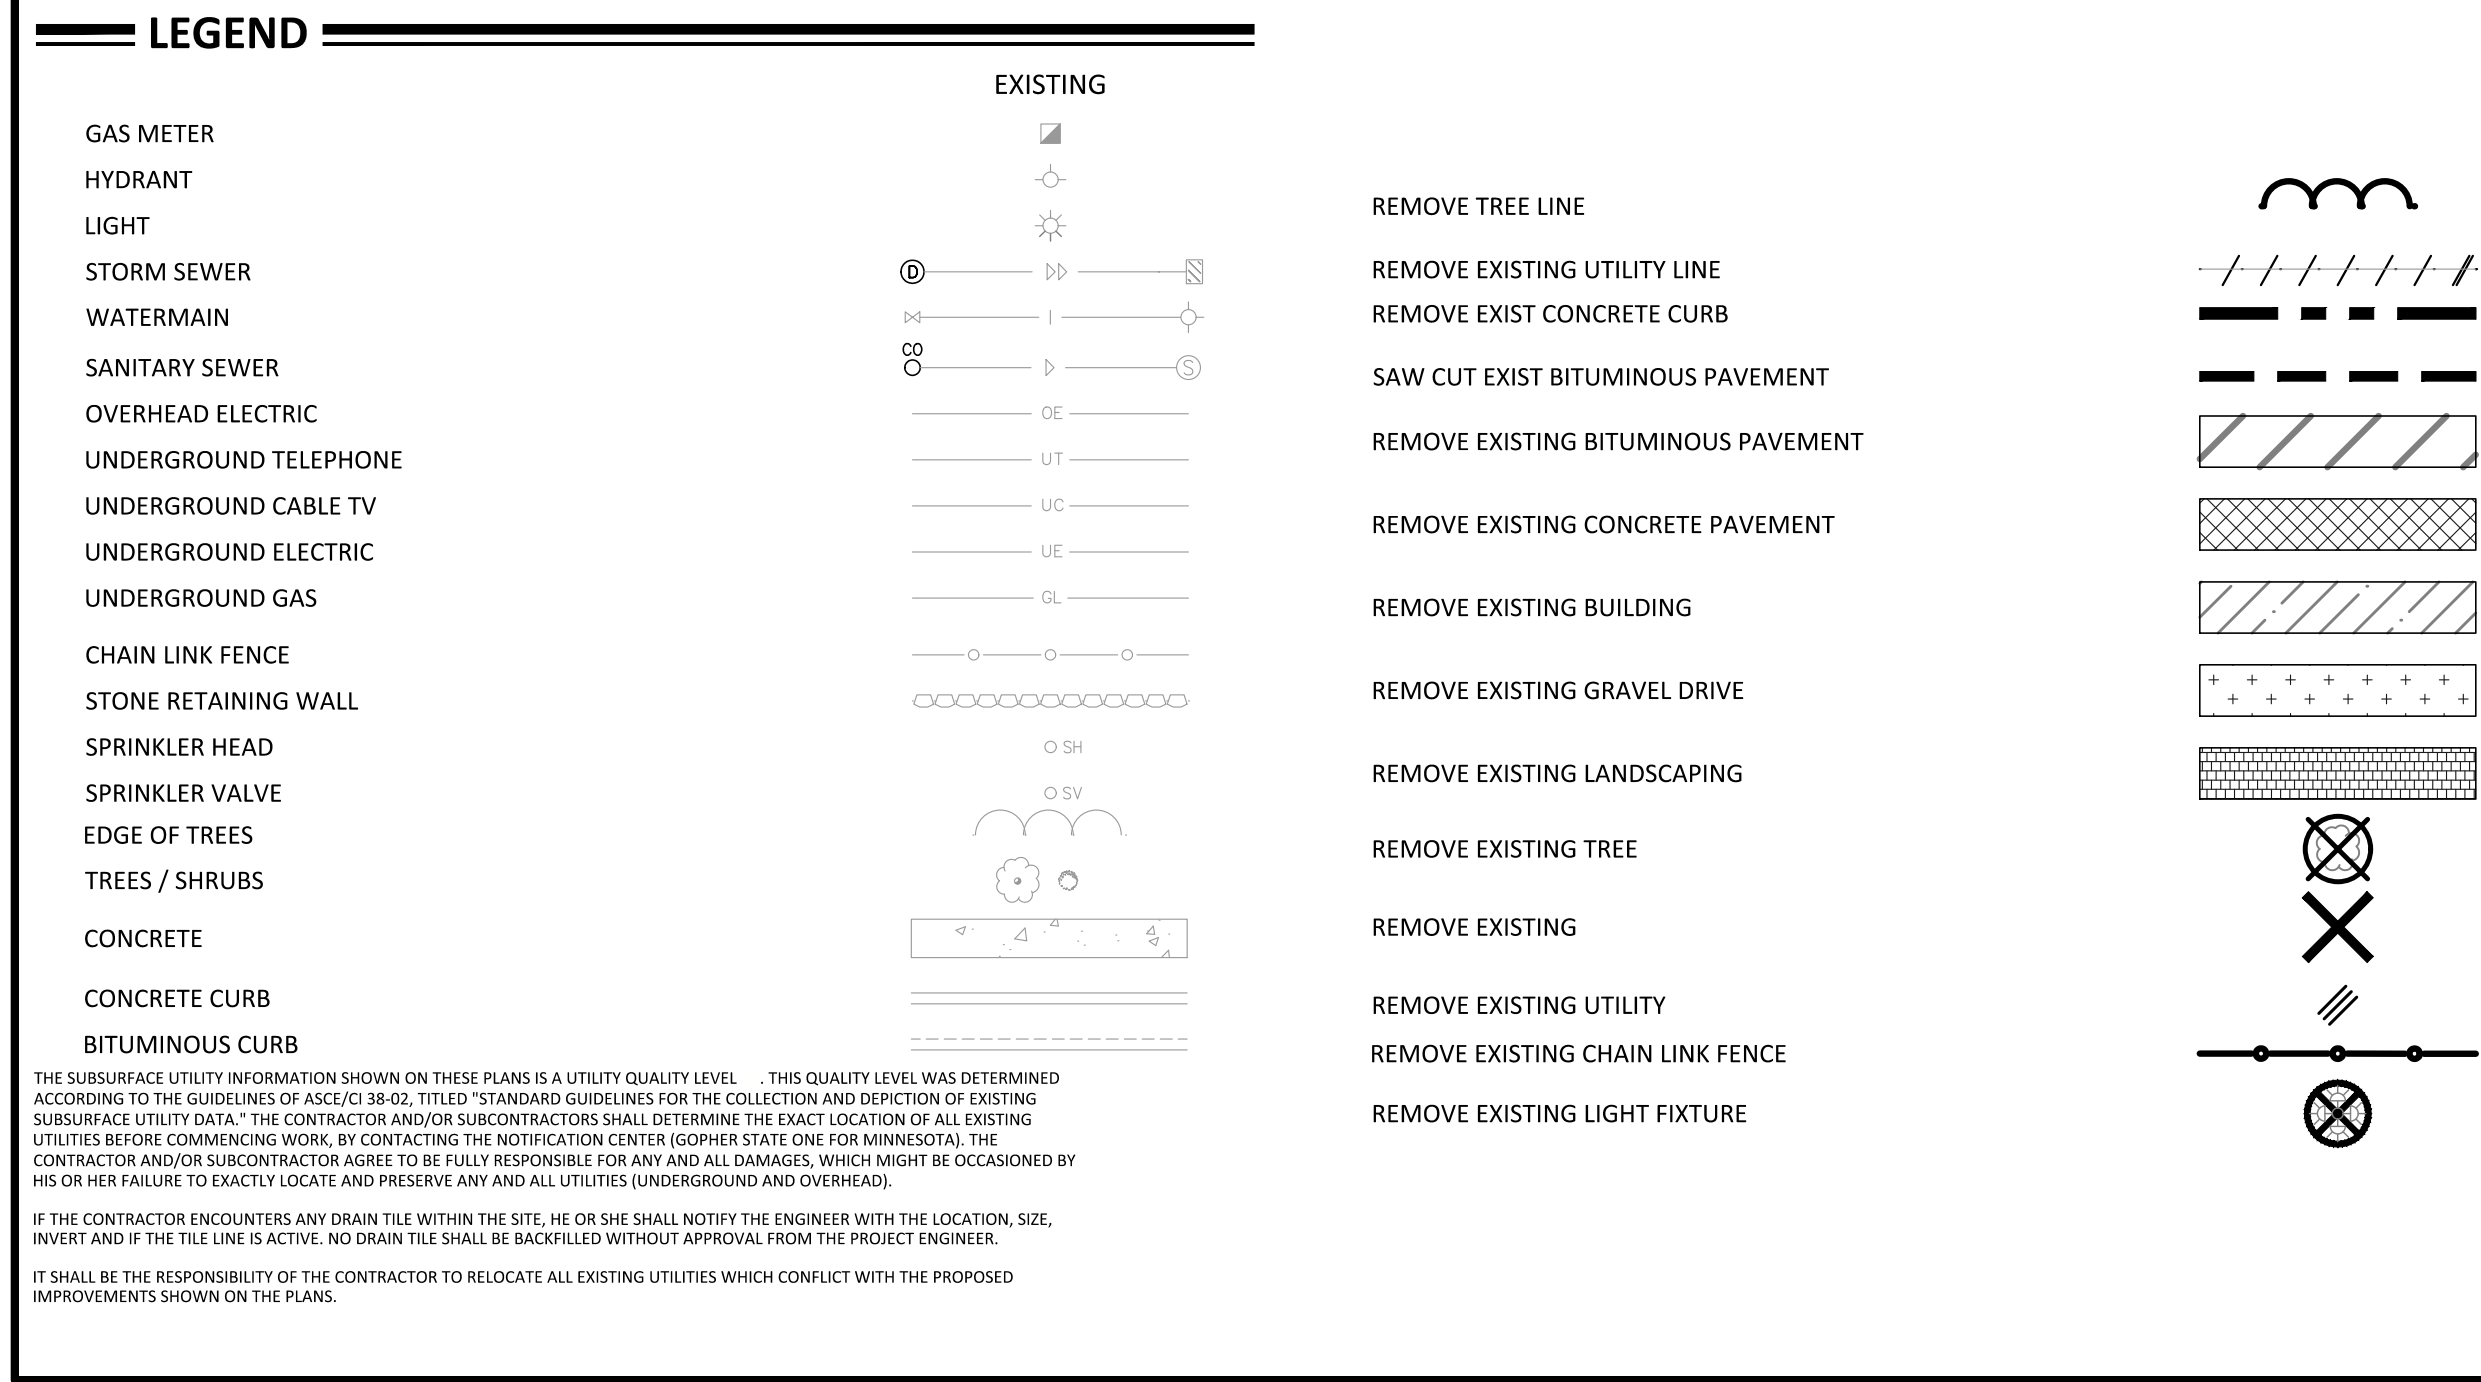 LEGEND
EXISTING
GAS METER
HYDRANT
LIGHT
STORM SEWER D
WATERMAIN
CO
SANITARY SEWER S
OVERHEAD ELECTRIC OE
UNDERGROUND TELEPHONE UT
UNDERGROUND CABLE TV UC
UNDERGROUND ELECTRIC UE
UNDERGROUND GAS GL
CHAIN LINK FENCE
STONE RETAINING WALL
SPRINKLER HEAD SH
SPRINKLER VALVE SV
EDGE OF TREES
TREES / SHRUBS
CONCRETE
CONCRETE CURB
BITUMINOUS CURB
THE SUBSURFACE UTILITY INFORMATION SHOWN ON THESE PLANS IS A UTILITY QUALITY LEVEL . THIS QUALITY LEVEL WAS DETERMINED
ACCORDING TO THE GUIDELINES OF ASCE/CI 38-02, TITLED "STANDARD GUIDELINES FOR THE COLLECTION AND DEPICTION OF EXISTING
SUBSURFACE UTILITY DATA." THE CONTRACTOR AND/OR SUBCONTRACTORS SHALL DETERMINE THE EXACT LOCATION OF ALL EXISTING
UTILITIES BEFORE COMMENCING WORK, BY CONTACTING THE NOTIFICATION CENTER (GOPHER STATE ONE FOR MINNESOTA). THE
CONTRACTOR AND/OR SUBCONTRACTOR AGREE TO BE FULLY RESPONSIBLE FOR ANY AND ALL DAMAGES, WHICH MIGHT BE OCCASIONED BY
HIS OR HER FAILURE TO EXACTLY LOCATE AND PRESERVE ANY AND ALL UTILITIES (UNDERGROUND AND OVERHEAD).
IF THE CONTRACTOR ENCOUNTERS ANY DRAIN TILE WITHIN THE SITE, HE OR SHE SHALL NOTIFY THE ENGINEER WITH THE LOCATION, SIZE,
INVERT AND IF THE TILE LINE IS ACTIVE. NO DRAIN TILE SHALL BE BACKFILLED WITHOUT APPROVAL FROM THE PROJECT ENGINEER.
IT SHALL BE THE RESPONSIBILITY OF THE CONTRACTOR TO RELOCATE ALL EXISTING UTILITIES WHICH CONFLICT WITH THE PROPOSED
IMPROVEMENTS SHOWN ON THE PLANS.
REMOVE TREE LINE
REMOVE EXISTING UTILITY LINE
REMOVE EXIST CONCRETE CURB
SAW CUT EXIST BITUMINOUS PAVEMENT
REMOVE EXISTING BITUMINOUS PAVEMENT
REMOVE EXISTING CONCRETE PAVEMENT
REMOVE EXISTING BUILDING
REMOVE EXISTING GRAVEL DRIVE
REMOVE EXISTING LANDSCAPING
REMOVE EXISTING TREE
REMOVE EXISTING
REMOVE EXISTING UTILITY
REMOVE EXISTING CHAIN LINK FENCE
REMOVE EXISTING LIGHT FIXTURE